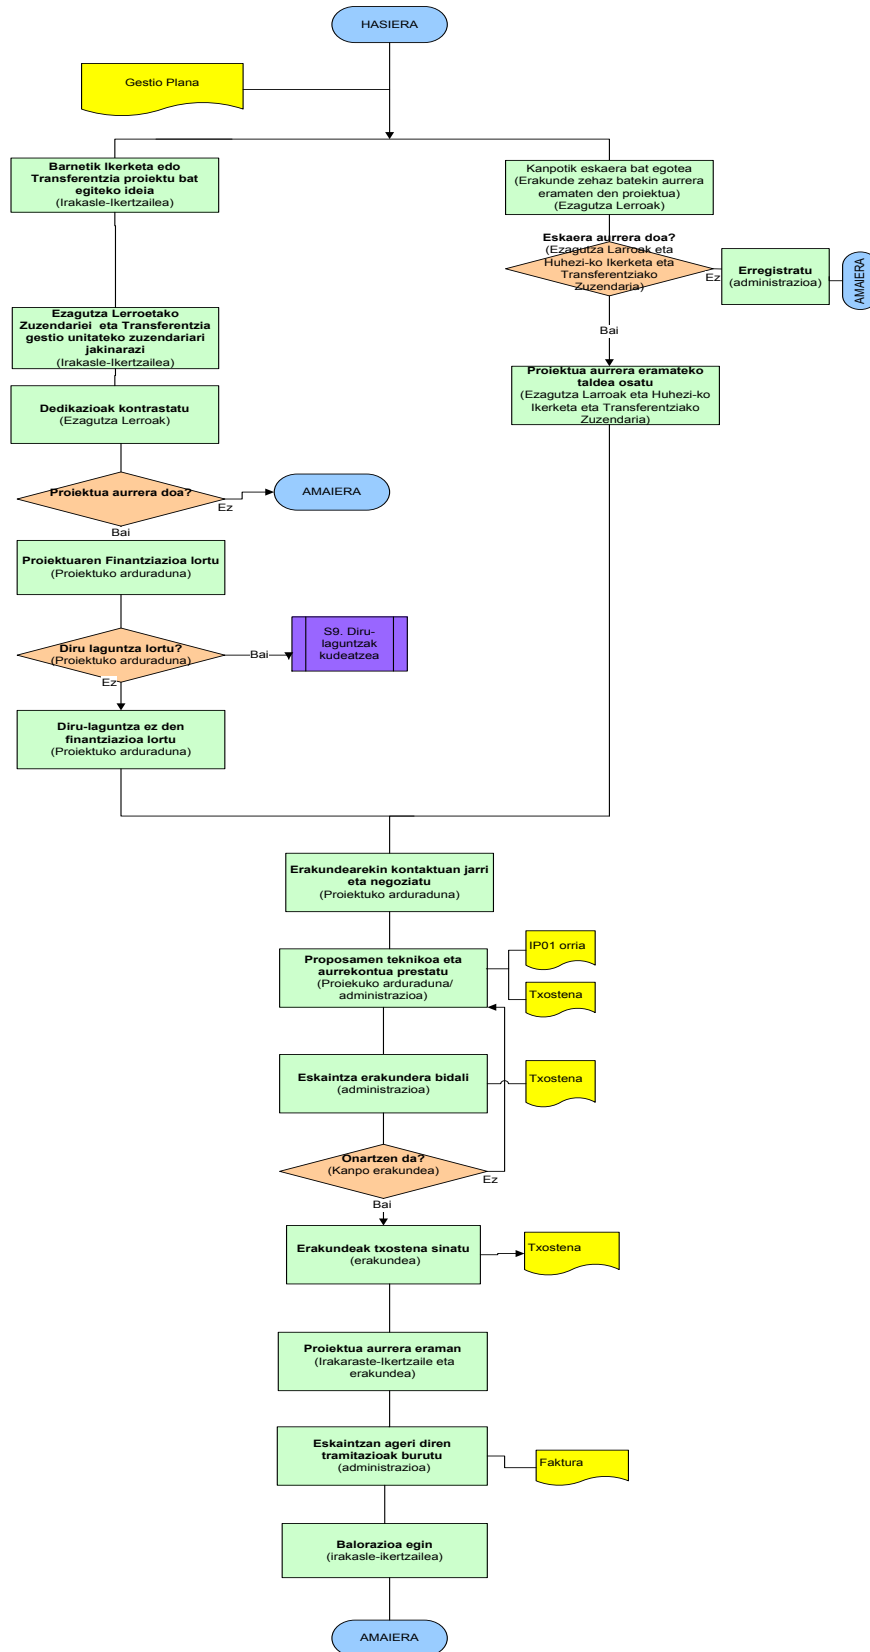 HASIERA
Gestio Plana
Barnetik Ikerketa edo
Transferentzia proiektu bat
egiteko ideia
(Irakasle-Ikertzailea)
Kanpotik eskaera bat egotea
(Erakunde zehaz batekin aurrera
eramaten den proiektua)
(Ezagutza Lerroak)
Eskaera aurrera doa?
(Ezagutza Larroak eta
Huhezi-ko Ikerketa eta
Transferentziako
Zuzendaria)
Ez
Erregistratu
(administrazioa)
AMAIERA
Bai
Ezagutza Lerroetako
Zuzendariei eta Transferentzia
gestio unitateko zuzendariari
jakinarazi
(Irakasle-Ikertzailea)
Proiektua aurrera eramateko
taldea osatu
(Ezagutza Larroak eta Huhezi-ko
Ikerketa eta Transferentziako
Zuzendaria)
Dedikazioak kontrastatu
(Ezagutza Lerroak)
Proiektua aurrera doa?
Ez
AMAIERA
Bai
Proiektuaren Finantziazioa lortu
(Proiektuko arduraduna)
Diru laguntza lortu?
(Proiektuko arduraduna)
Bai
S9. Diru-
laguntzak
kudeatzea
Ez
Diru-laguntza ez den
finantziazioa lortu
(Proiektuko arduraduna)
Erakundearekin kontaktuan jarri
eta negoziatu
(Proiektuko arduraduna)
Proposamen teknikoa eta
aurrekontua prestatu
(Proiekuko arduraduna/
administrazioa)
IP01 orria
Txostena
Eskaintza erakundera bidali
(administrazioa)
Txostena
Onartzen da?
(Kanpo erakundea)
Ez
Bai
Erakundeak txostena sinatu
(erakundea)
Txostena
Proiektua aurrera eraman
(Irakaraste-Ikertzaile eta
erakundea)
Eskaintzan ageri diren
tramitazioak burutu
(administrazioa)
Faktura
Balorazioa egin
(irakasle-ikertzailea)
AMAIERA